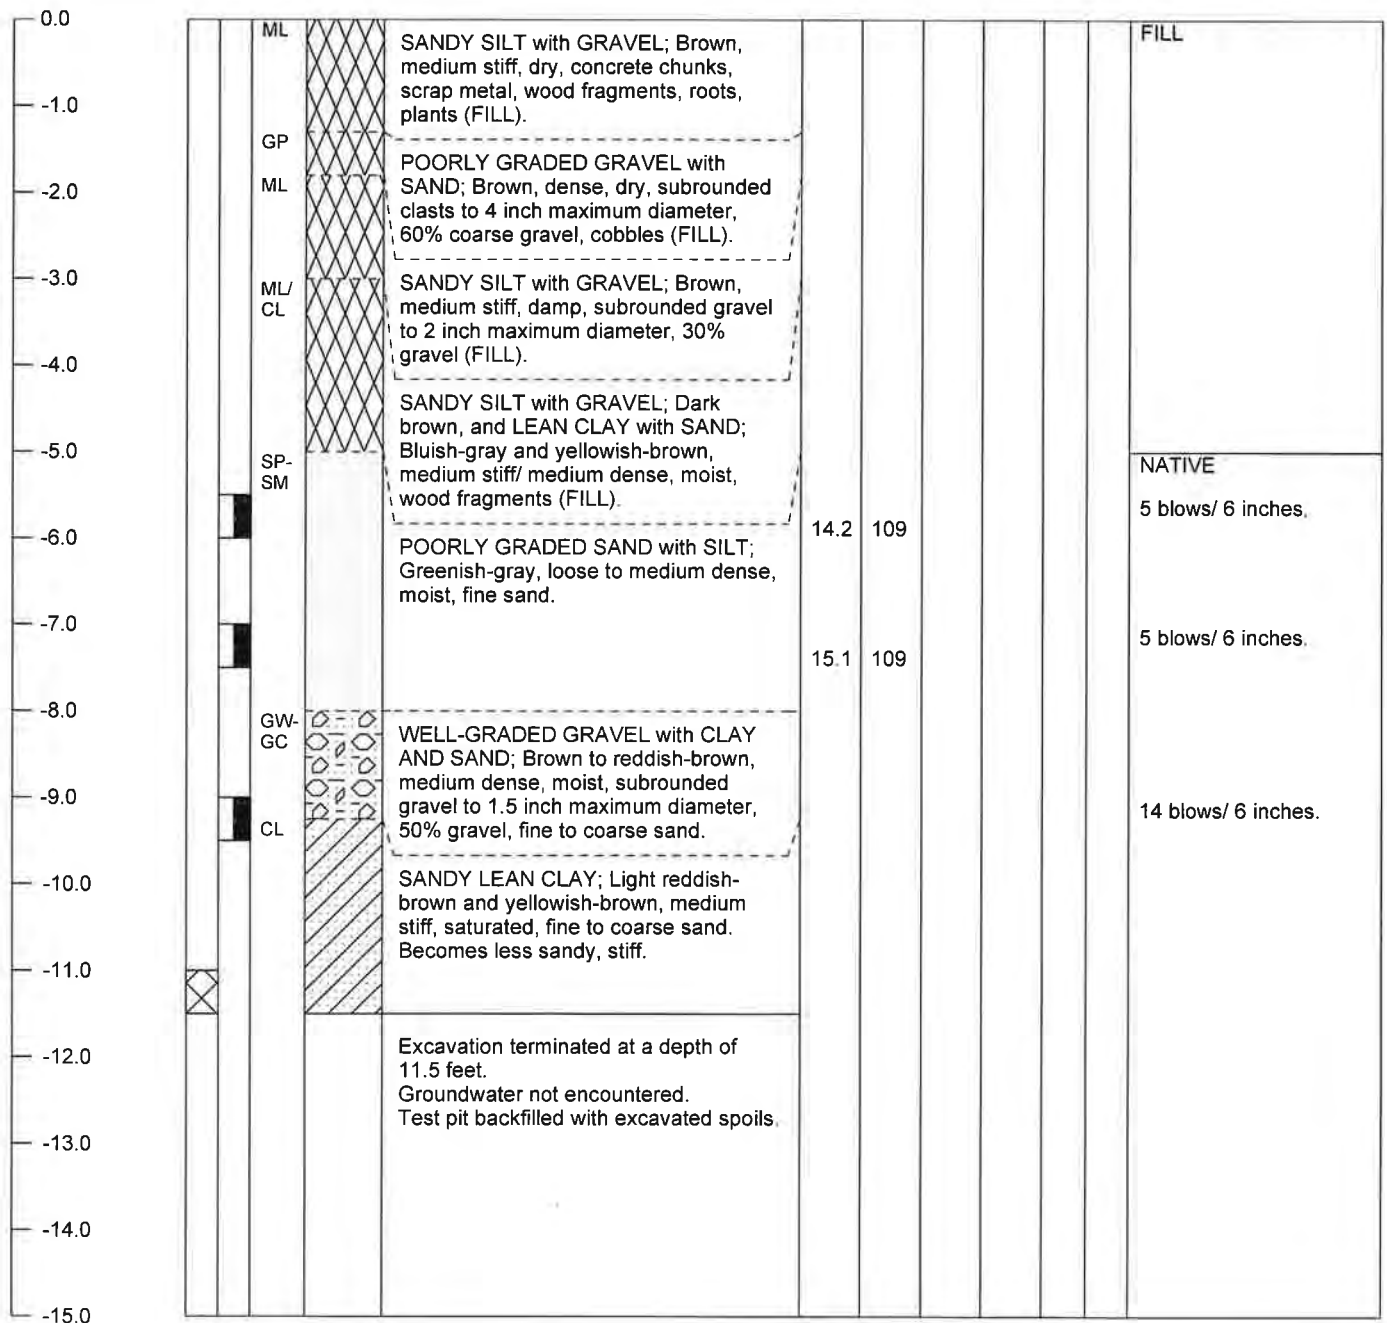 0.0
ML
SANDY SILT with GRAVEL; Brown,
medium stiff, dry, concrete chunks,
scrap metal, wood fragments, roots,
plants (FILL).
FILL
-1.0
GP
POORLY GRADED GRAVEL with
SAND; Brown, dense, dry, subrounded
clasts to 4 inch maximum diameter,
60% coarse gravel, cobbles (FILL).
ML
-2.0
-3.0
ML/
CL
SANDY SILT with GRAVEL; Brown,
medium stiff, damp, subrounded gravel
to 2 inch maximum diameter, 30%
gravel (FILL).
-4.0
SANDY SILT with GRAVEL; Dark
brown, and LEAN CLAY with SAND;
Bluish-gray and yellowish-brown,
medium stiff/ medium dense, moist,
wood fragments (FILL).
-5.0
SP-
SM
NATIVE
5 blows/ 6 inches.
-6.0
14.2 109
POORLY GRADED SAND with SILT;
Greenish-gray, loose to medium dense,
moist, fine sand.
-7.0
5 blows/ 6 inches.
15.1 109
-8.0
GW-
GC
WELL-GRADED GRAVEL with CLAY
AND SAND; Brown to reddish-brown,
medium dense, moist, subrounded
gravel to 1.5 inch maximum diameter,
50% gravel, fine to coarse sand.
-9.0
14 blows/ 6 inches.
CL
-10.0
SANDY LEAN CLAY; Light reddish-
brown and yellowish-brown, medium
stiff, saturated, fine to coarse sand.
Becomes less sandy, stiff.
-11.0
-12.0
Excavation terminated at a depth of
11.5 feet.
Groundwater not encountered.
Test pit backfilled with excavated spoils.
-13.0
-14.0
-15.0